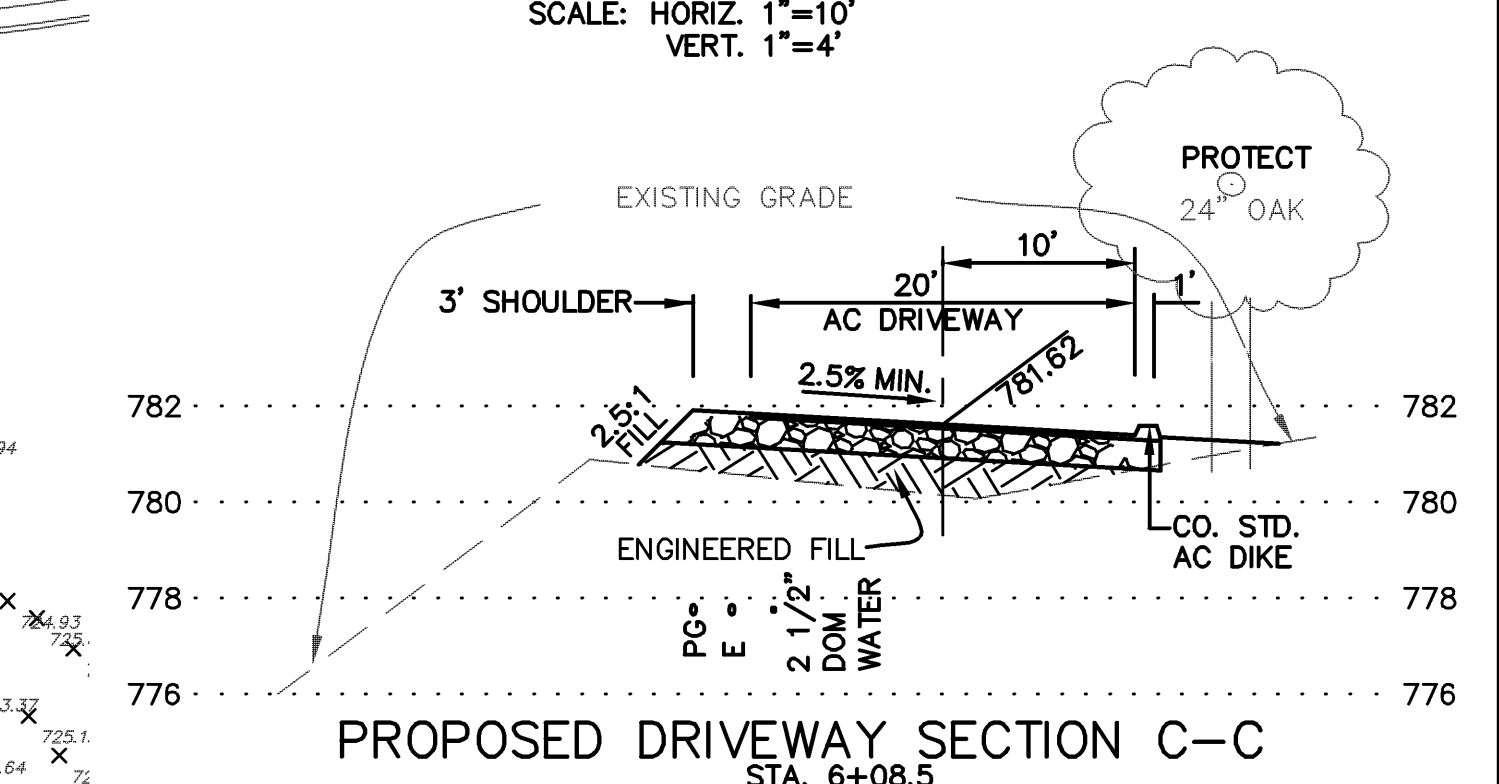 SCALE: HORIZ. 1"=10'
VERT. 1"=4'
PROTECT
24" OAK
EXISTING GRADE
10'
3' SHOULDER
20'
1'
AC DRIVEWAY
2.5% MIN.
781.62
2.5:1
FILL
782
782
780
780
CO. STD.
AC DIKE
ENGINEERED FILL
778
778
PG
E
2 1/2"
DOM
WATER
776
776
724.93
725.
725.1
PROPOSED DRIVEWAY SECTION C-C
STA. 6+08.5